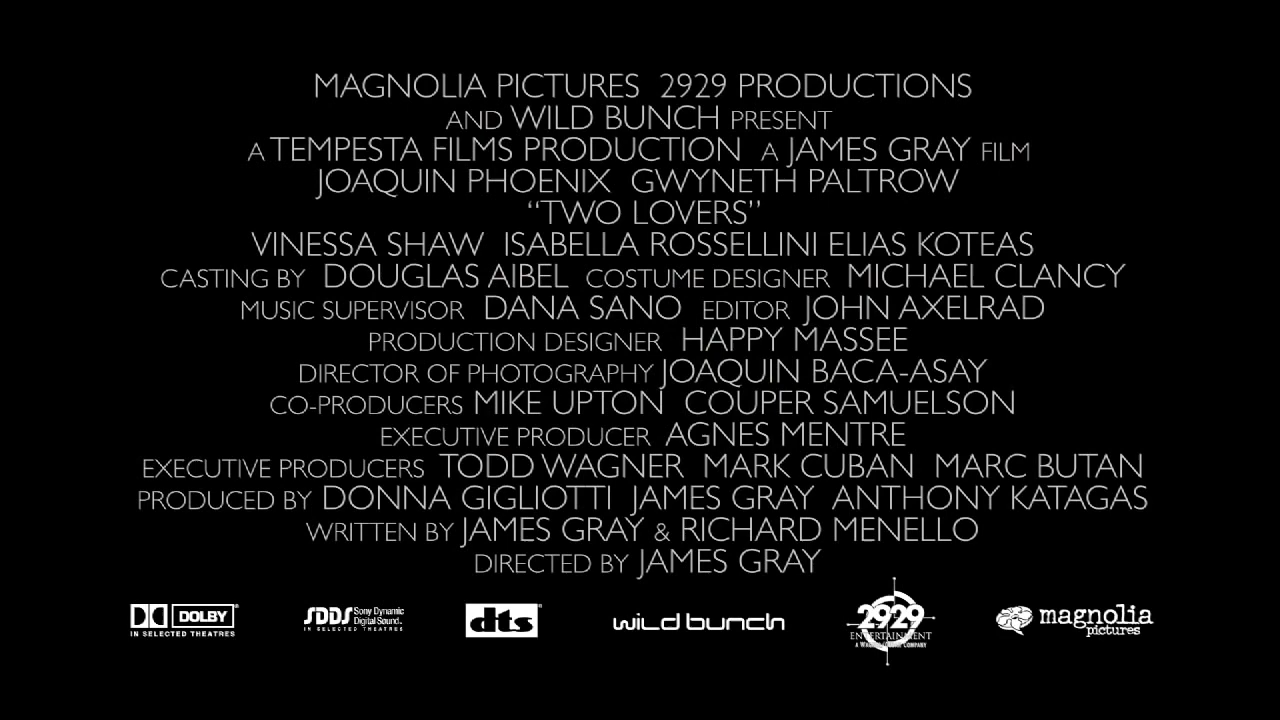 MAGNOLIA PICTURES 2929 PRODUCTIONS
AND WILD BUNCH PRESENT
A TEMPESTA FILMS PRODUCTION A JAMES GRAY FILM
JOAQUIN PHOENIX GWYNETH PALTROW
“TWO LOVERS”
VINESSA SHAW ISABELLA ROSSELLINI ELIAS KOTEAS
CASTING BY DOUGLAS AIBEL COSTUME DESIGNER MICHAEL CLANCY
MUSIC SUPERVISOR DANA SANO EDITOR JOHN AXELRAD
PRODUCTION DESIGNER HAPPY MASSEE
DIRECTOR OF PHOTOGRAPHY JOAQUIN BACA-ASAY
CO-PRODUCERS MIKE UPTON COUPER SAMUELSON
EXECUTIVE PRODUCER AGNES MENTRE
EXECUTIVE PRODUCERS TODD WAGNER MARK CUBAN MARC BUTAN
PRODUCED BY DONNA GIGLIOTTI JAMES GRAY ANTHONY KATAGAS
WRITTEN BY JAMES GRAY & RICHARD MENELLO
DIRECTED BY JAMES GRAY
DOLBY
IN SELECTED THEATRES
SDDS Sony Dynamic
Digital Sound
IN SELECTED THEATRES
dts
wild bunch
2929
ENTERTAINMENT
magnolia
pictures